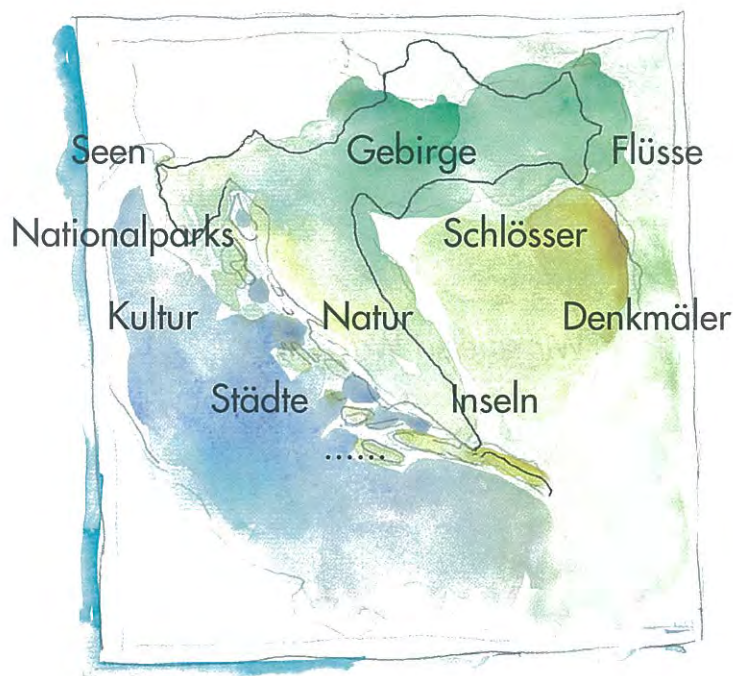 Seen Gebirge Flüsse
Nationalparks Schlösser
Kultur Natur Denkmäler
Städte Inseln
......